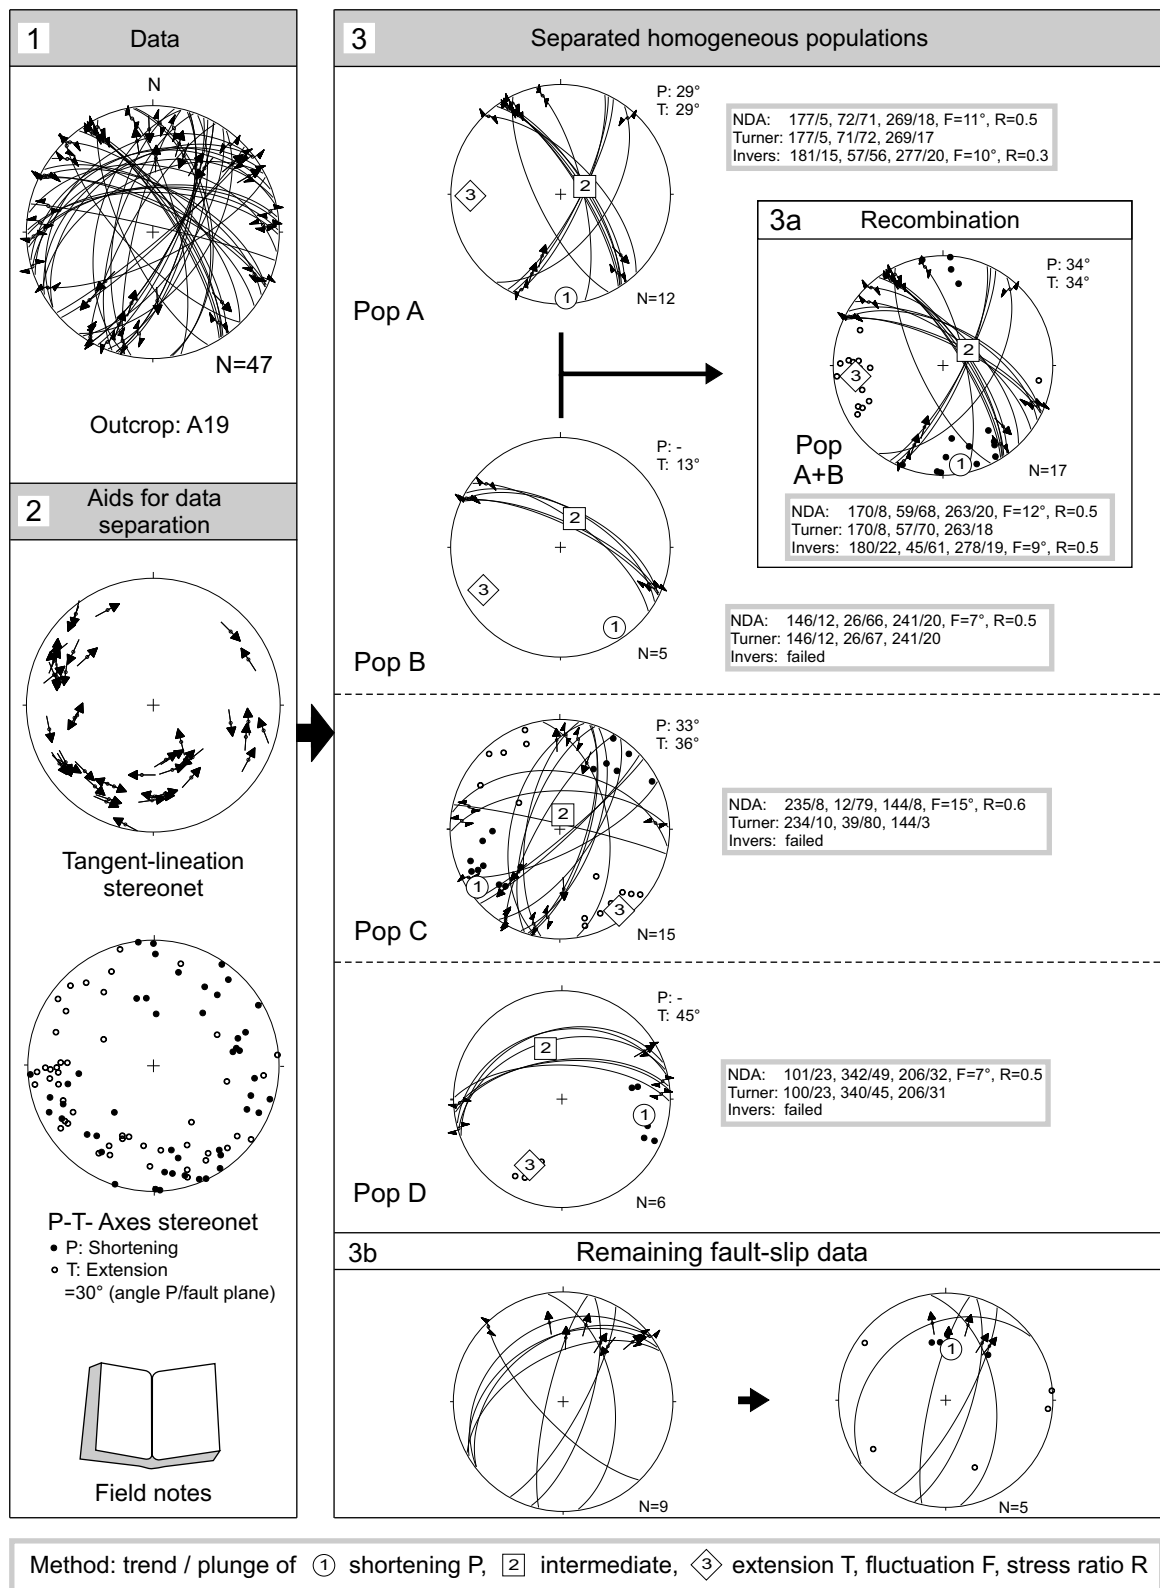 1 Data
N
N=47
Outcrop: A19
2 Aids for data
separation
Tangent-lineation
stereonet
P-T- Axes stereonet
P: Shortening
T: Extension
=30° (angle P/fault plane)
Field notes
3 Separated homogeneous populations
P: 29°
T: 29°
2
3
1
N=12
Pop A
NDA: 177/5, 72/71, 269/18, F=11°, R=0.5
Turner: 177/5, 71/72, 269/17
Invers: 181/15, 57/56, 277/20, F=10°, R=0.3
3a Recombination
P: 34°
T: 34°
2
3
1
Pop
A+B
N=17
NDA: 170/8, 59/68, 263/20, F=12°, R=0.5
Turner: 170/8, 57/70, 263/18
Invers: 180/22, 45/61, 278/19, F=9°, R=0.5
P: -
T: 13°
2
3
1
N=5
Pop B
NDA: 146/12, 26/66, 241/20, F=7°, R=0.5
Turner: 146/12, 26/67, 241/20
Invers: failed
P: 33°
T: 36°
2
1
3
N=15
Pop C
NDA: 235/8, 12/79, 144/8, F=15°, R=0.6
Turner: 234/10, 39/80, 144/3
Invers: failed
P: -
T: 45°
2
1
3
N=6
Pop D
NDA: 101/23, 342/49, 206/32, F=7°, R=0.5
Turner: 100/23, 340/45, 206/31
Invers: failed
3b Remaining fault-slip data
1
N=9
N=5
Method: trend / plunge of 1 shortening P, 2 intermediate, 3 extension T, fluctuation F, stress ratio R